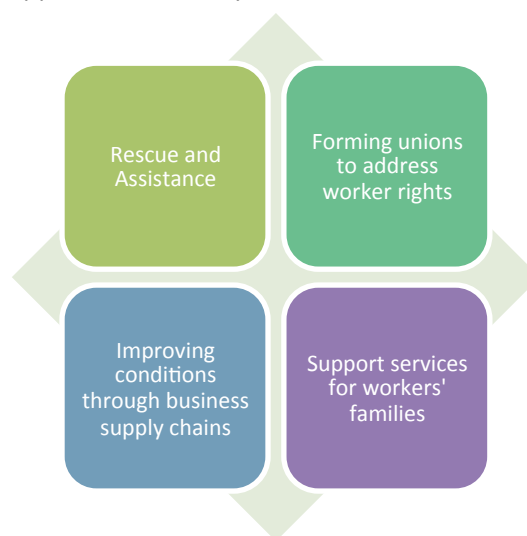 Rescue and
Assistance
Forming unions
to address
worker rights
Improving
conditions
through business
supply chains
Support services
for workers'
families